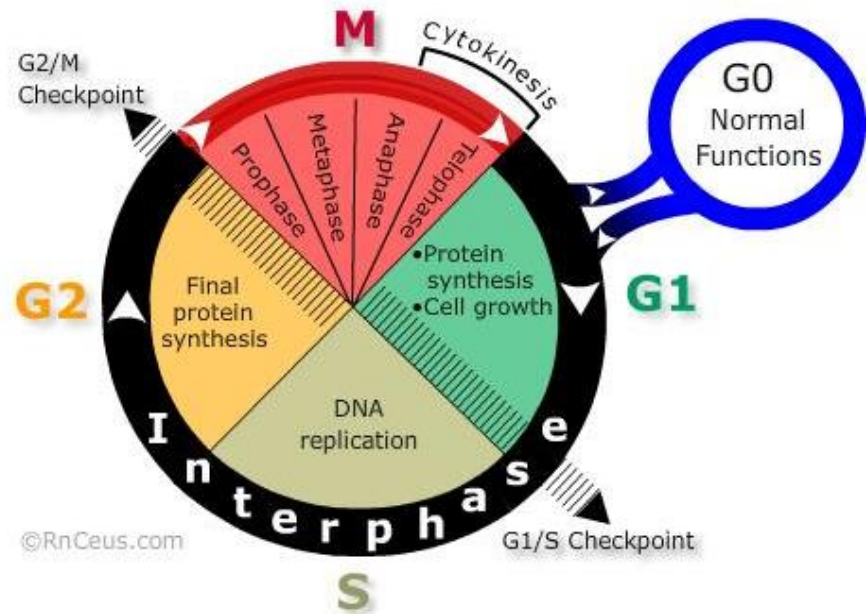 M
Cytokinesis
G2/M
Checkpoint
G0
Normal
Functions
Prophase
Metaphase
Anaphase
Telophase
•Protein
synthesis
•Cell growth
G1
G2
Final
protein
synthesis
DNA
replication
Interphase
G1/S Checkpoint
©RnCeus.com
S